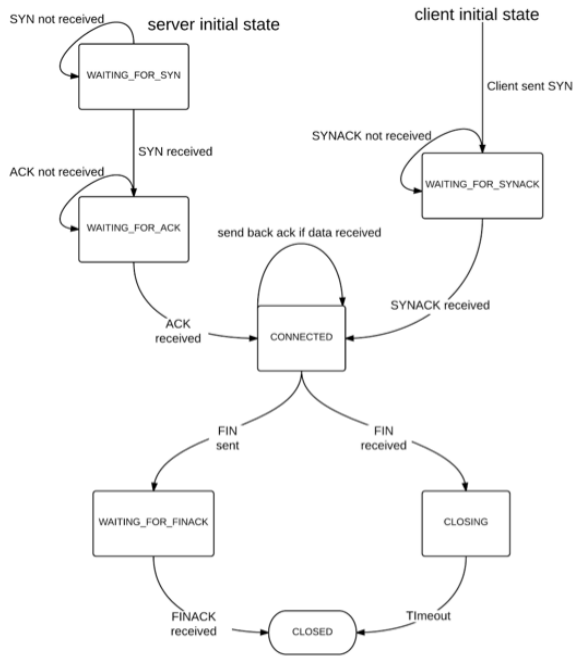 SYN not received
server initial state
client initial state
WAITING_FOR_SYN
Client sent SYN
SYN received
SYNACK not received
ACK not received
WAITING_FOR_SYNACK
WAITING_FOR_ACK
send back ack if data received
SYNACK received
ACK
received
CONNECTED
FIN
sent
FIN
received
WAITING_FOR_FINACK
CLOSING
FINACK
received
TImeout
CLOSED